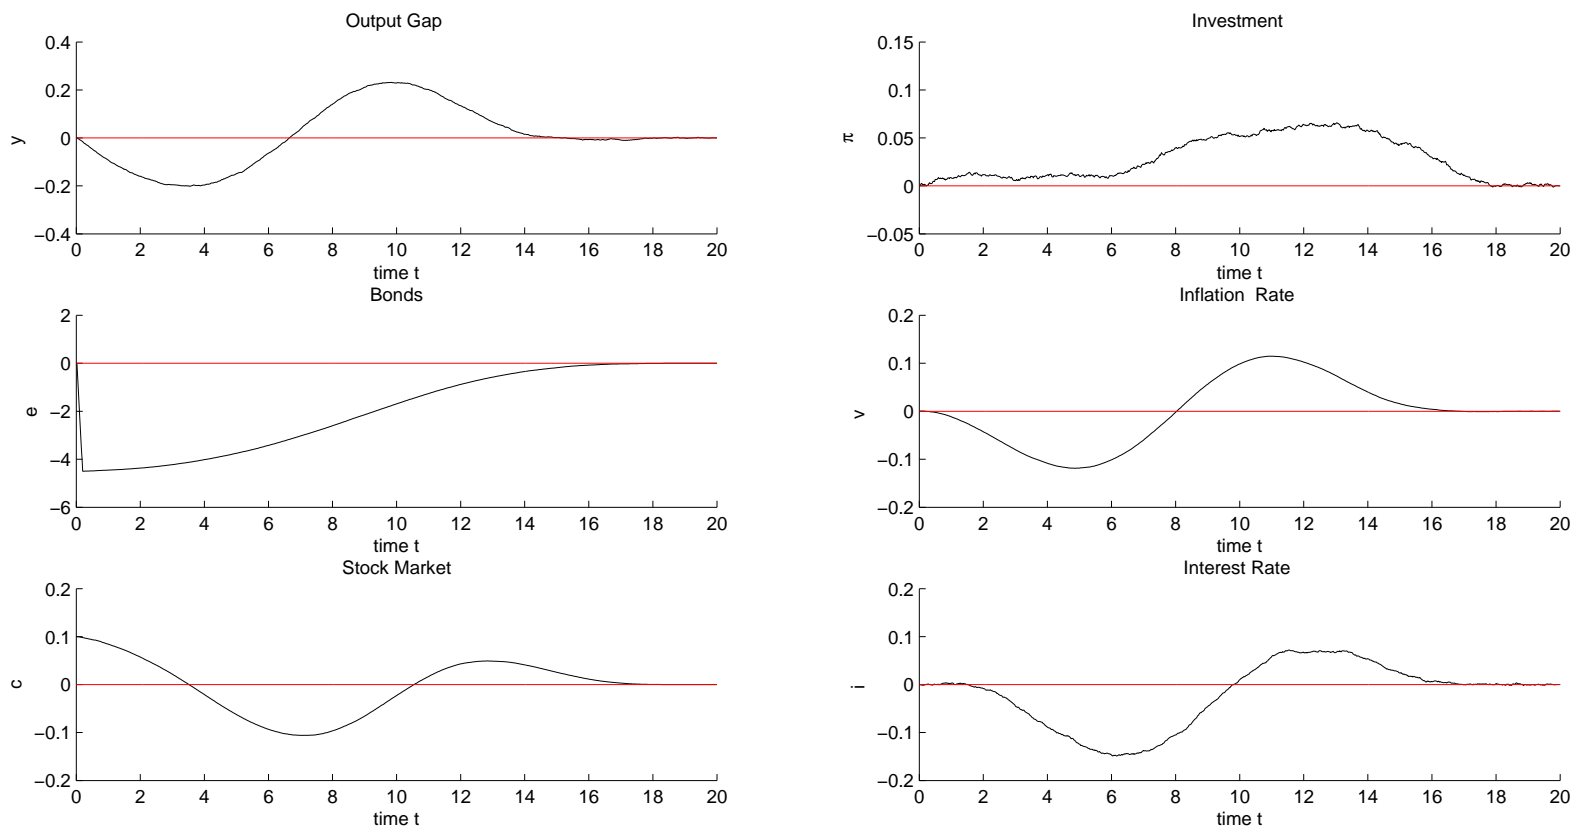 Output Gap
0.4
0.2
0
−0.2
−0.4
y
0 2 4 6 8 10 12 14 16 18 20
time t
Investment
0.15
0.1
0.05
0
−0.05
π
0 2 4 6 8 10 12 14 16 18 20
time t
Bonds
2
0
−2
−4
−6
e
0 2 4 6 8 10 12 14 16 18 20
time t
Inflation Rate
0.2
0.1
0
−0.1
−0.2
v
0 2 4 6 8 10 12 14 16 18 20
time t
Stock Market
0.2
0.1
0
−0.1
−0.2
c
0 2 4 6 8 10 12 14 16 18 20
time t
Interest Rate
0.2
0.1
0
−0.1
−0.2
i
0 2 4 6 8 10 12 14 16 18 20
time t